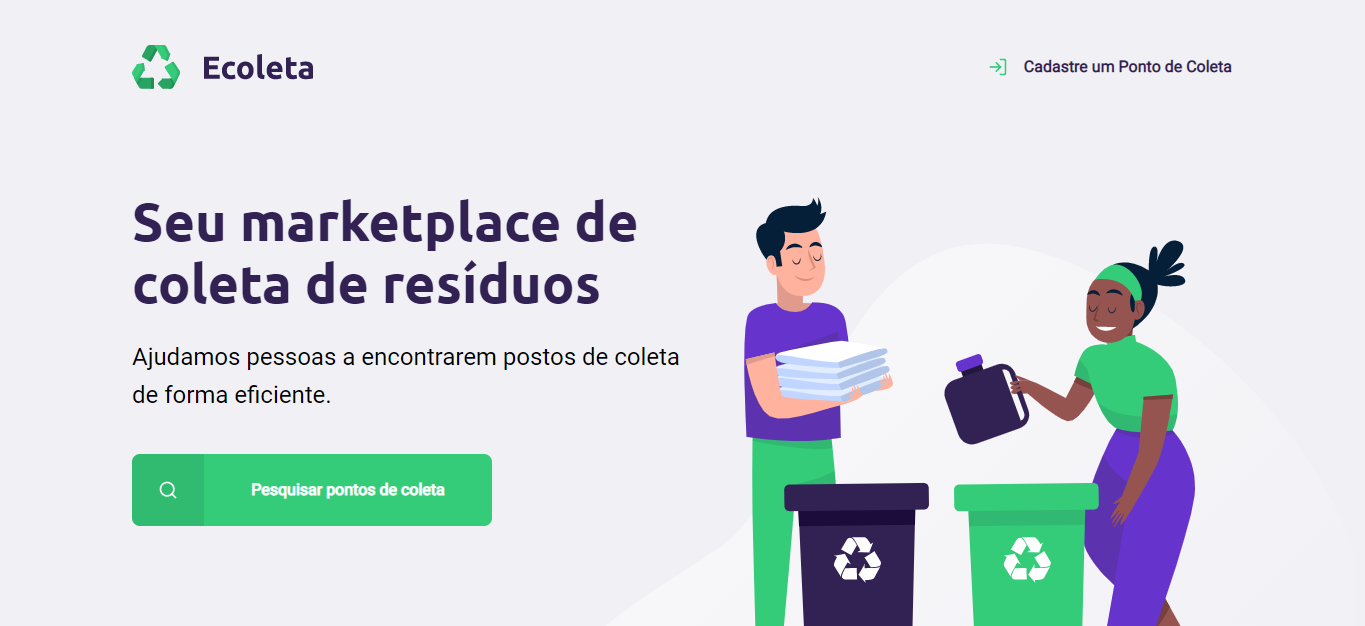 Ecoleta
Cadastre um Ponto de Coleta
Seu marketplace de
coleta de resíduos
Ajudamos pessoas a encontrarem postos de coleta
de forma eficiente.
Pesquisar pontos de coleta